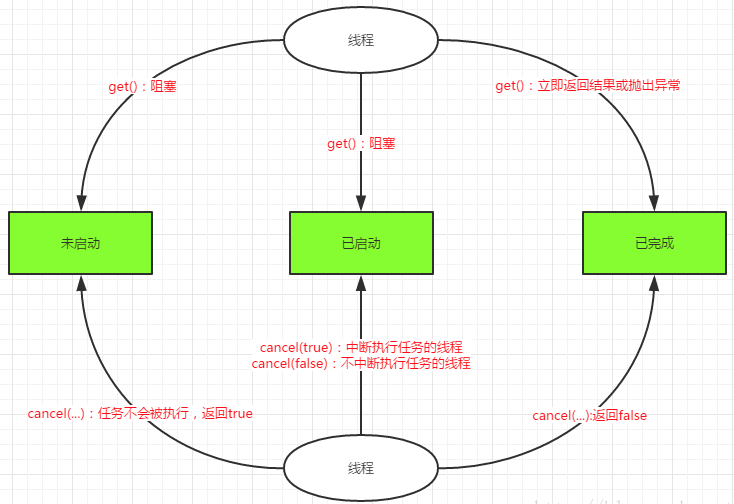 线程
get()：阻塞
get()：立即返回结果或抛出异常
get()：阻塞
未启动
已启动
已完成
cancel(true)：中断执行任务的线程
cancel(false)：不中断执行任务的线程
cancel(...)：任务不会被执行，返回true
cancel(...):返回false
线程